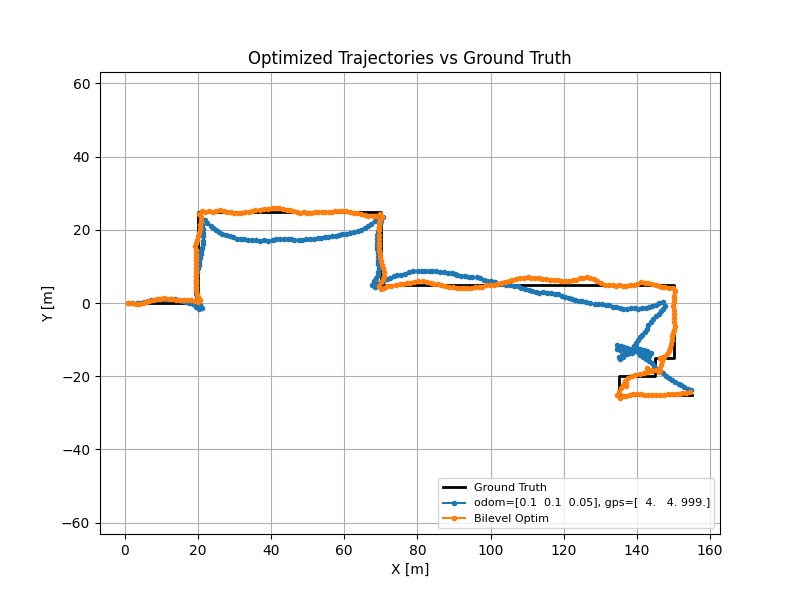 Optimized Trajectories vs Ground Truth
60
40
20
0
−20
−40
−60
Y [m]
Ground Truth
odom=[0.1 0.1 0.05], gps=[ 4. 4. 999.]
Bilevel Optim
0 20 40 60 80 100 120 140 160
X [m]